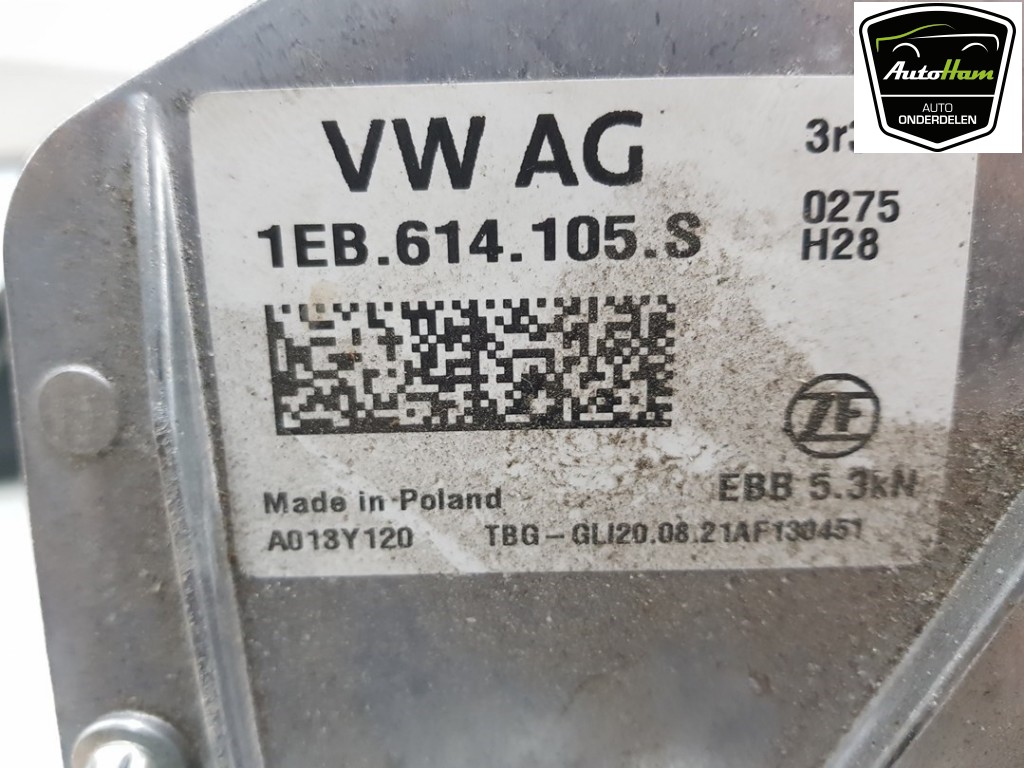 AutoHam
AUTO
ONDERDELEN
VW AG
1EB.614.105.S
0275
H28
ZF
EBB 5.3kN
Made in Poland
A013Y120 TBG-GLI20.08.21AF130451